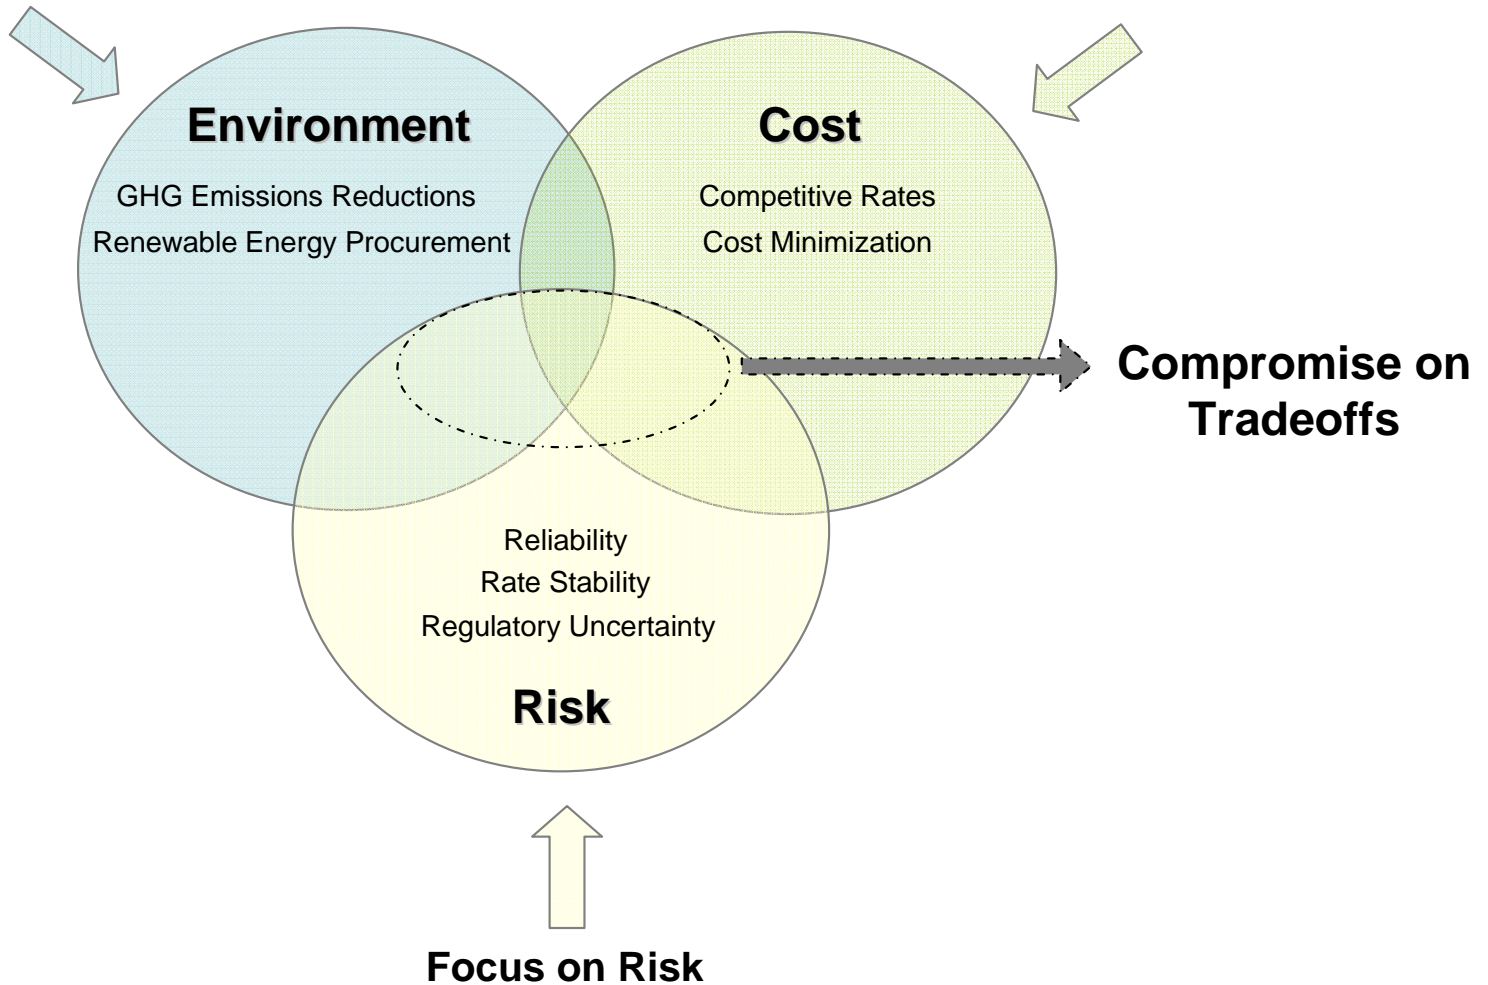 Environment
GHG Emissions Reductions
Renewable Energy Procurement
Cost
Competitive Rates
Cost Minimization
Compromise on
Tradeoffs
Reliability
Rate Stability
Regulatory Uncertainty
Risk
Focus on Risk